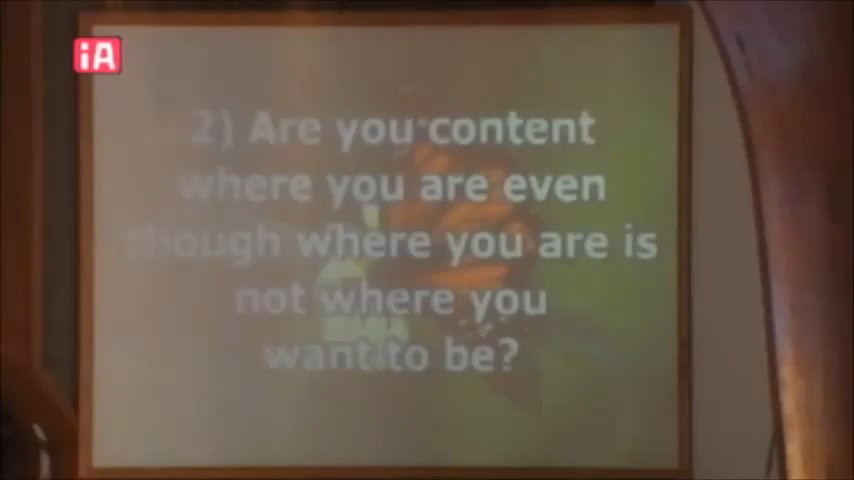 iA
2) Are you content
where you are even
though where you are is
not where you
want to be?